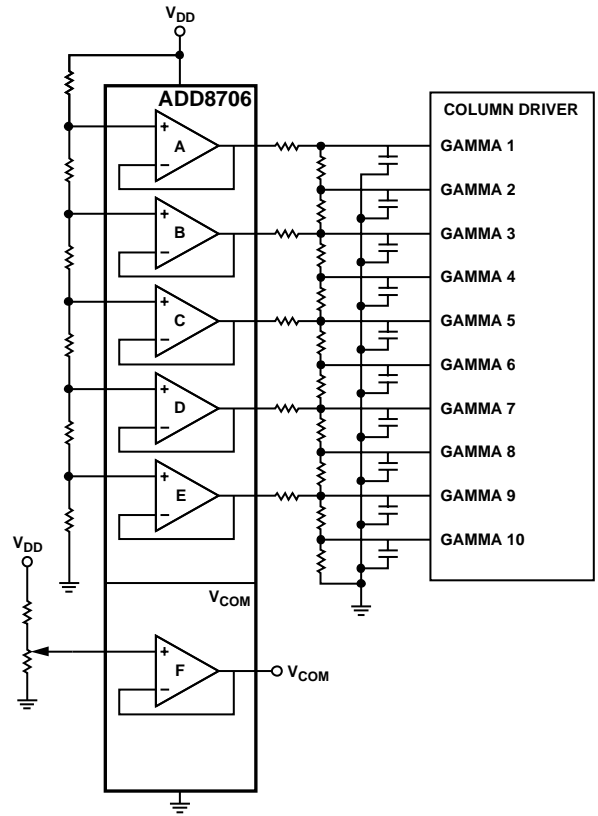 VDD
ADD8706
COLUMN DRIVER
+
A
−
GAMMA 1
GAMMA 2
+
B
−
GAMMA 3
GAMMA 4
+
C
−
GAMMA 5
GAMMA 6
+
D
−
GAMMA 7
GAMMA 8
+
E
−
GAMMA 9
GAMMA 10
VDD
VCOM
+
F
−
VCOM